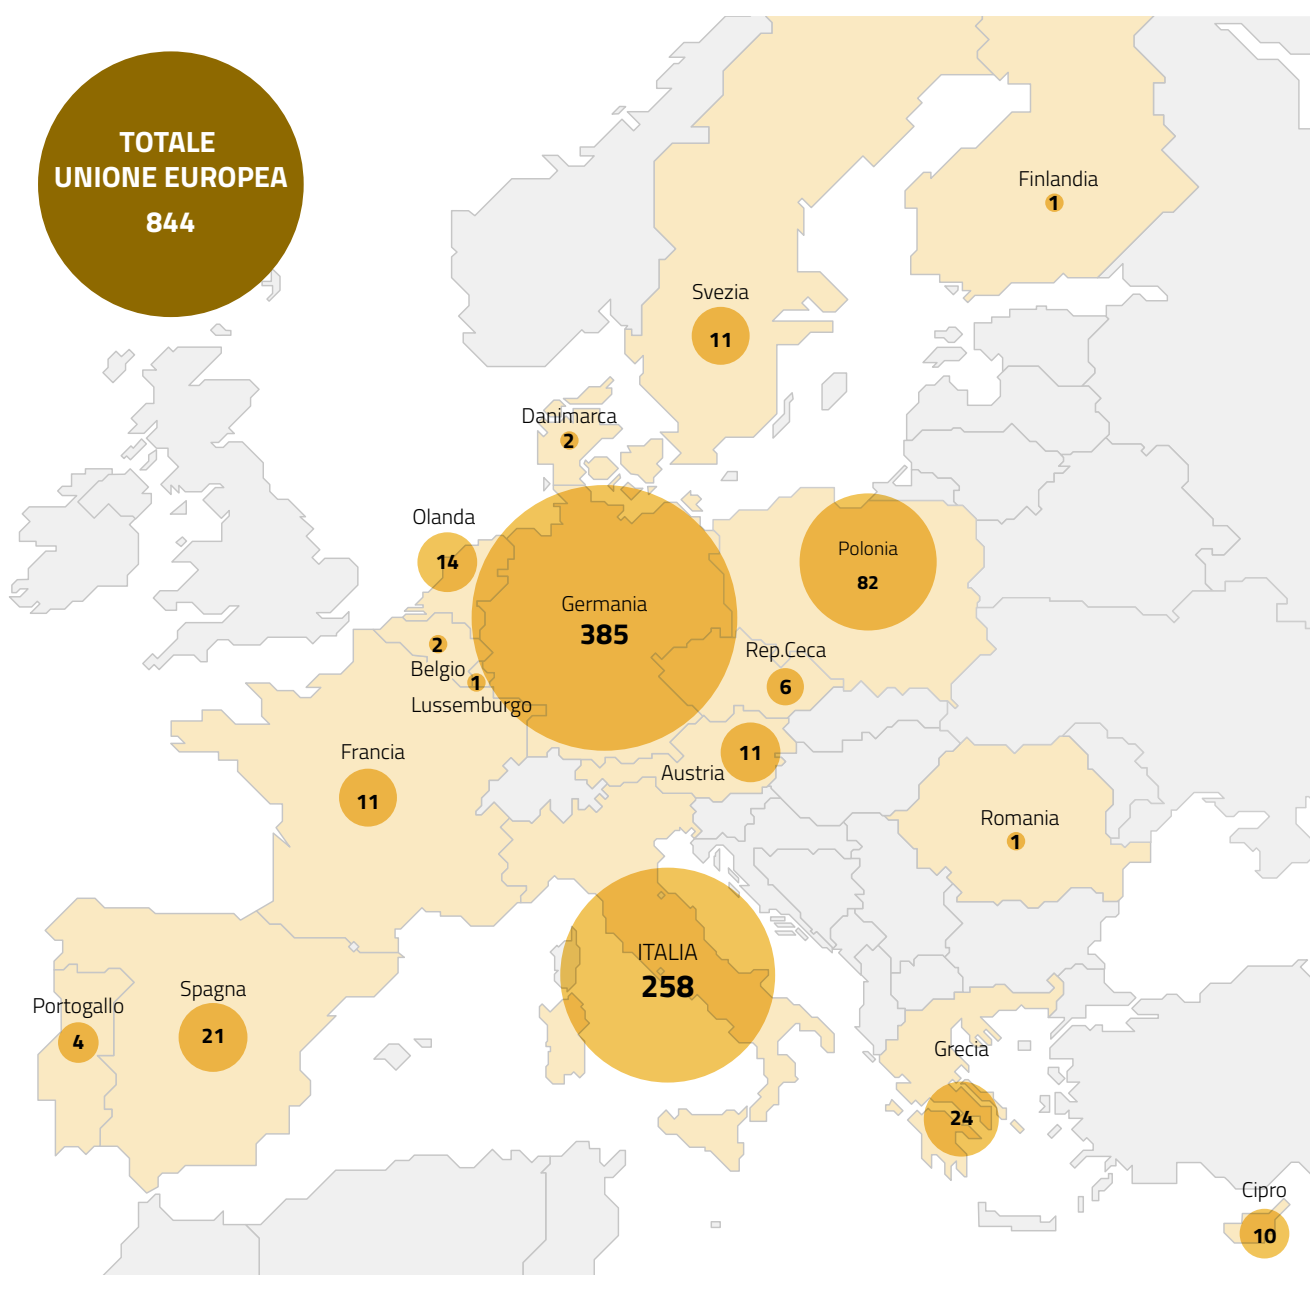 TOTALE
UNIONE EUROPEA
844
Finlandia
1
Svezia
11
Danimarca
2
Olanda
14
Polonia
82
Germania
385
2
Belgio
1
Lussemburgo
Rep.Ceca
6
Francia
11
11
Austria
Romania
1
ITALIA
258
Spagna
21
Portogallo
4
Grecia
24
Cipro
10